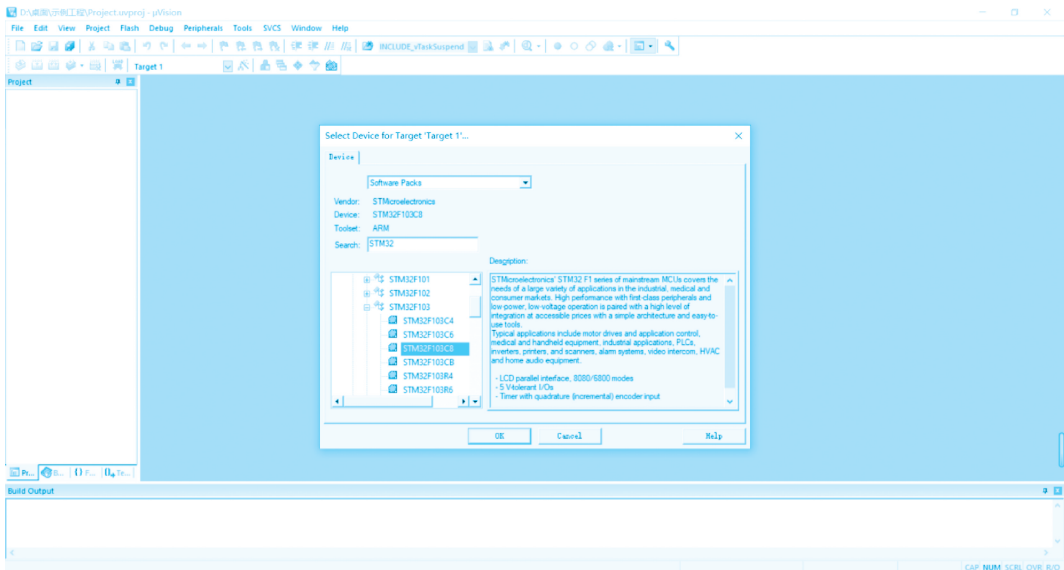 D:\桌面\示例工程\Project.uvproj - µVision
File Edit View Project Flash Debug Peripherals Tools SVCS Window Help
INCLUDE_vTaskSuspend
Target 1
Project
Select Device for Target 'Target 1'...
Device
Software Packs
Vendor: STMicroelectronics
Device: STM32F103C8
Toolset: ARM
Search: STM32
Description:
STM32F101
STM32F102
STM32F103
STM32F103C4
STM32F103C6
STM32F103C8
STM32F103CB
STM32F103R4
STM32F103R6
STMicroelectronics' STM32 F1 series of mainstream MCUs covers the
needs of a large variety of applications in the industrial, medical and
consumer markets. High performance with first-class peripherals and
low-power, low-voltage operation is paired with a high level of
integration at accessible prices with a simple architecture and easy-to-
use tools.
Typical applications include motor drives and application control,
medical and handheld equipment, industrial applications, PLCs,
inverters, printers, and scanners, alarm systems, video intercom, HVAC
and home audio equipment.
- LCD parallel interface, 8080/6800 modes
- 5 V-tolerant I/Os
- Timer with quadrature (incremental) encoder input
OK Cancel Help
Pr... B... {} F... Te...
Build Output
CAP NUM SCRL OVR R/O